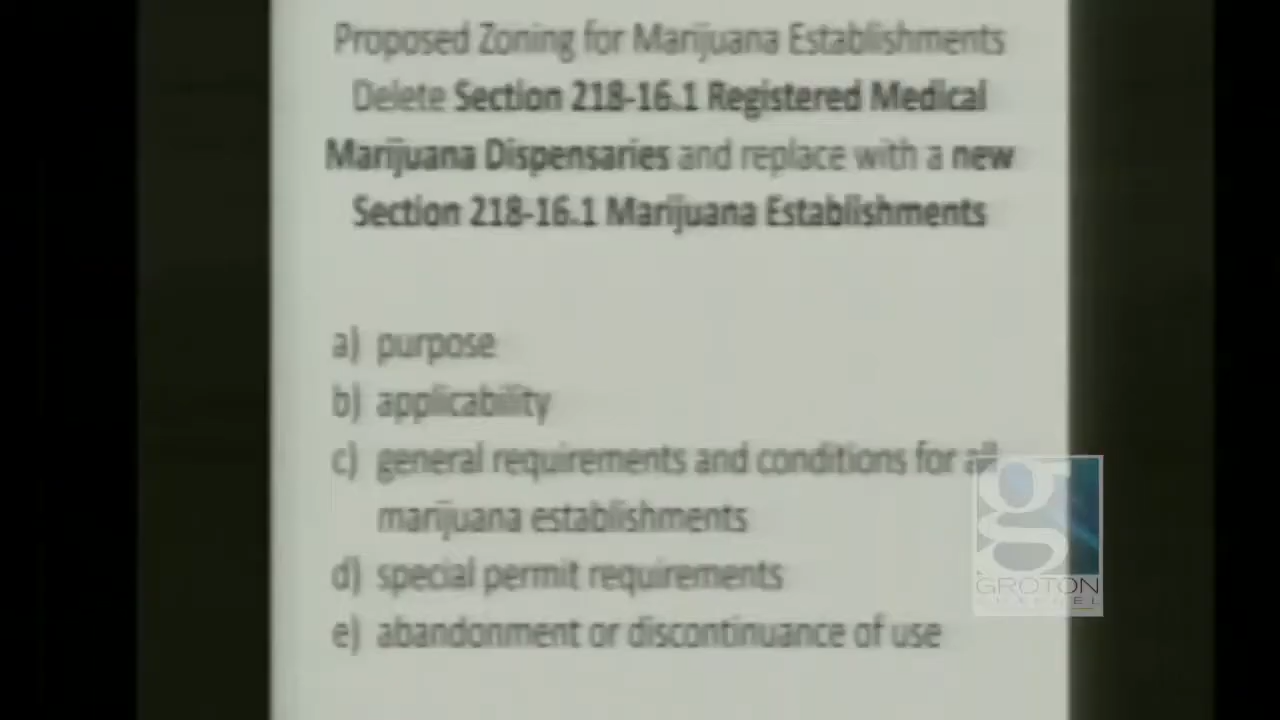 Proposed Zoning for Marijuana Establishments
Delete Section 218-16.1 Registered Medical
Marijuana Dispensaries and replace with a new
Section 218-16.1 Marijuana Establishments
a) purpose
b) applicability
c) general requirements and conditions for all
marijuana establishments
d) special permit requirements
e) abandonment or discontinuance of use
g
GROTON
CHANNEL